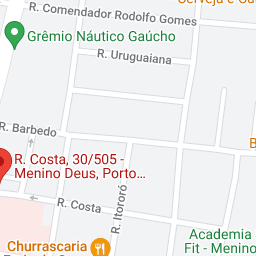 R. Comendador Rodolfo Gomes
Grêmio Náutico Gaúcho
R. Uruguaiana
R. Barbedo
R. Costa, 30/505 -
Menino Deus, Porto...
R. Costa
R. Itororó
Academia
Fit - Menino
Churrascaria